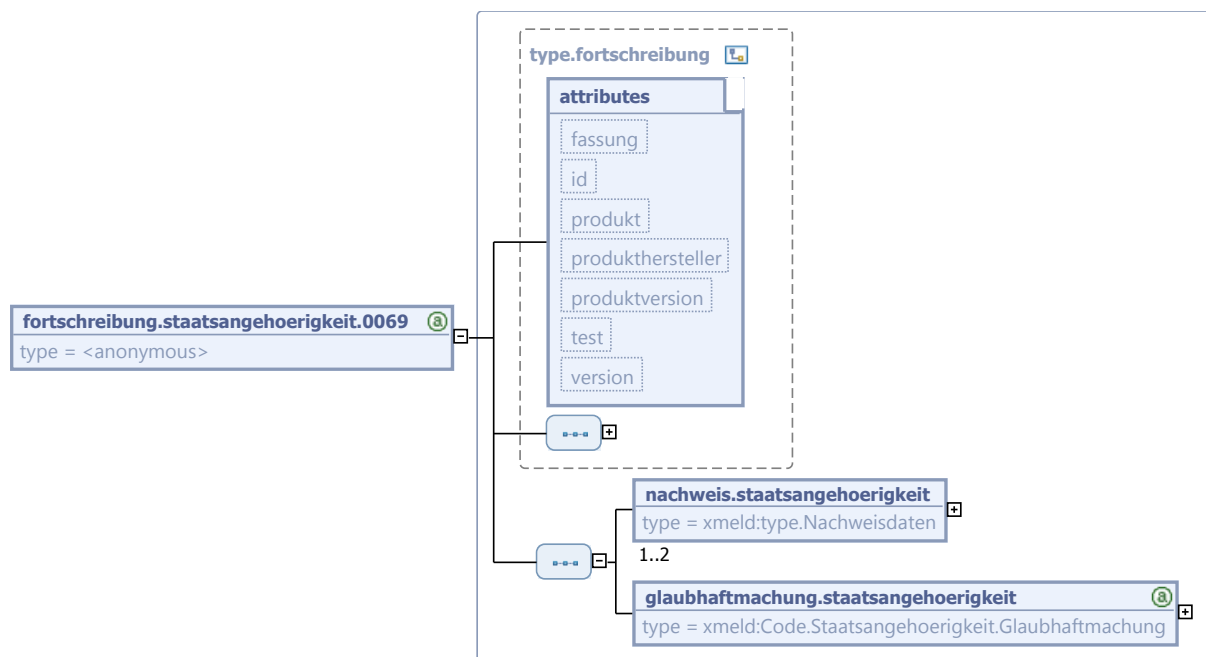 type.fortschreibung
attributes
fassung
id
produkt
produkthersteller
produktversion
test
version
fortschreibung.staatsangehoerigkeit.0069
type = <anonymous>
nachweis.staatsangehoerigkeit
type = xmeld:type.Nachweisdaten
1..2
glaubhaftmachung.staatsangehoerigkeit
type = xmeld:Code.Staatsangehoerigkeit.Glaubhaftmachung